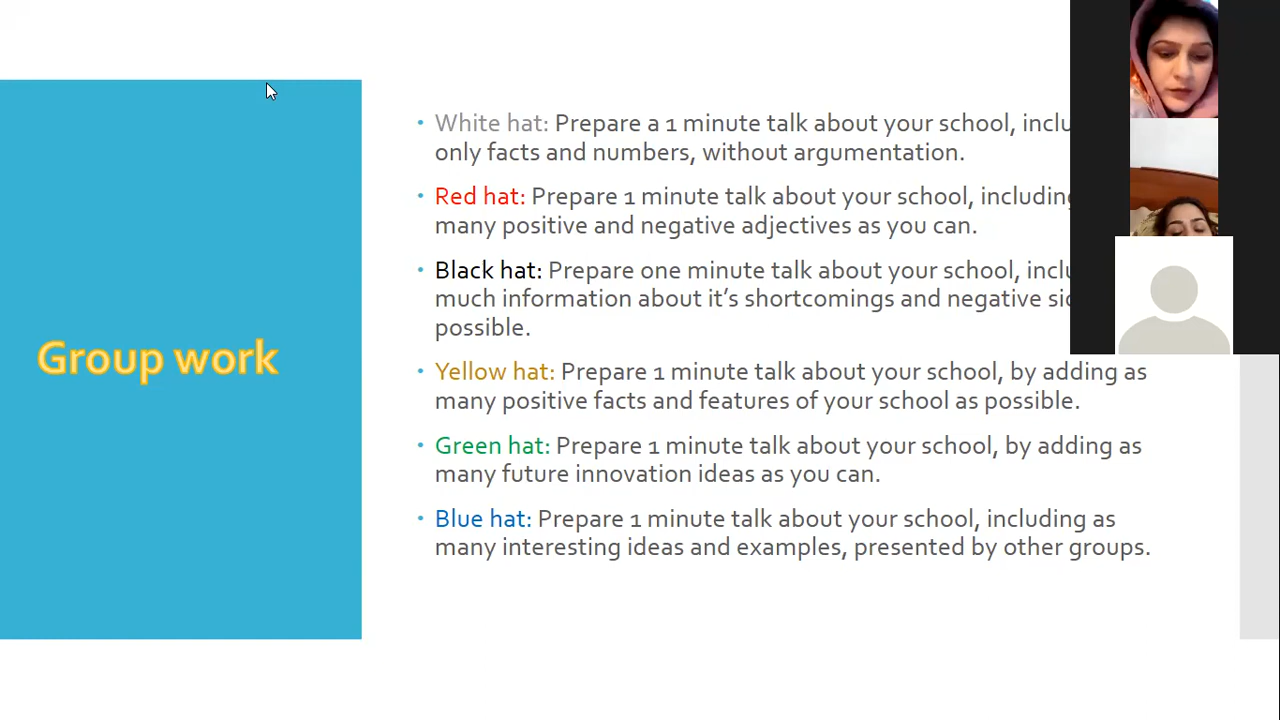 Group work
• White hat: Prepare a 1 minute talk about your school,
only facts and numbers, without argumentation.
• Red hat: Prepare 1 minute talk about your school,
many positive and negative adjectives as you can.
• Black hat: Prepare one minute talk about your school,
much information about it's shortcomings and negative
possible.
• Yellow hat: Prepare 1 minute talk about your school, by adding as
many positive facts and features of your school as possible.
• Green hat: Prepare 1 minute talk about your school, by adding as
many future innovation ideas as you can.
• Blue hat: Prepare 1 minute talk about your school, including as
many interesting ideas and examples, presented by other groups.